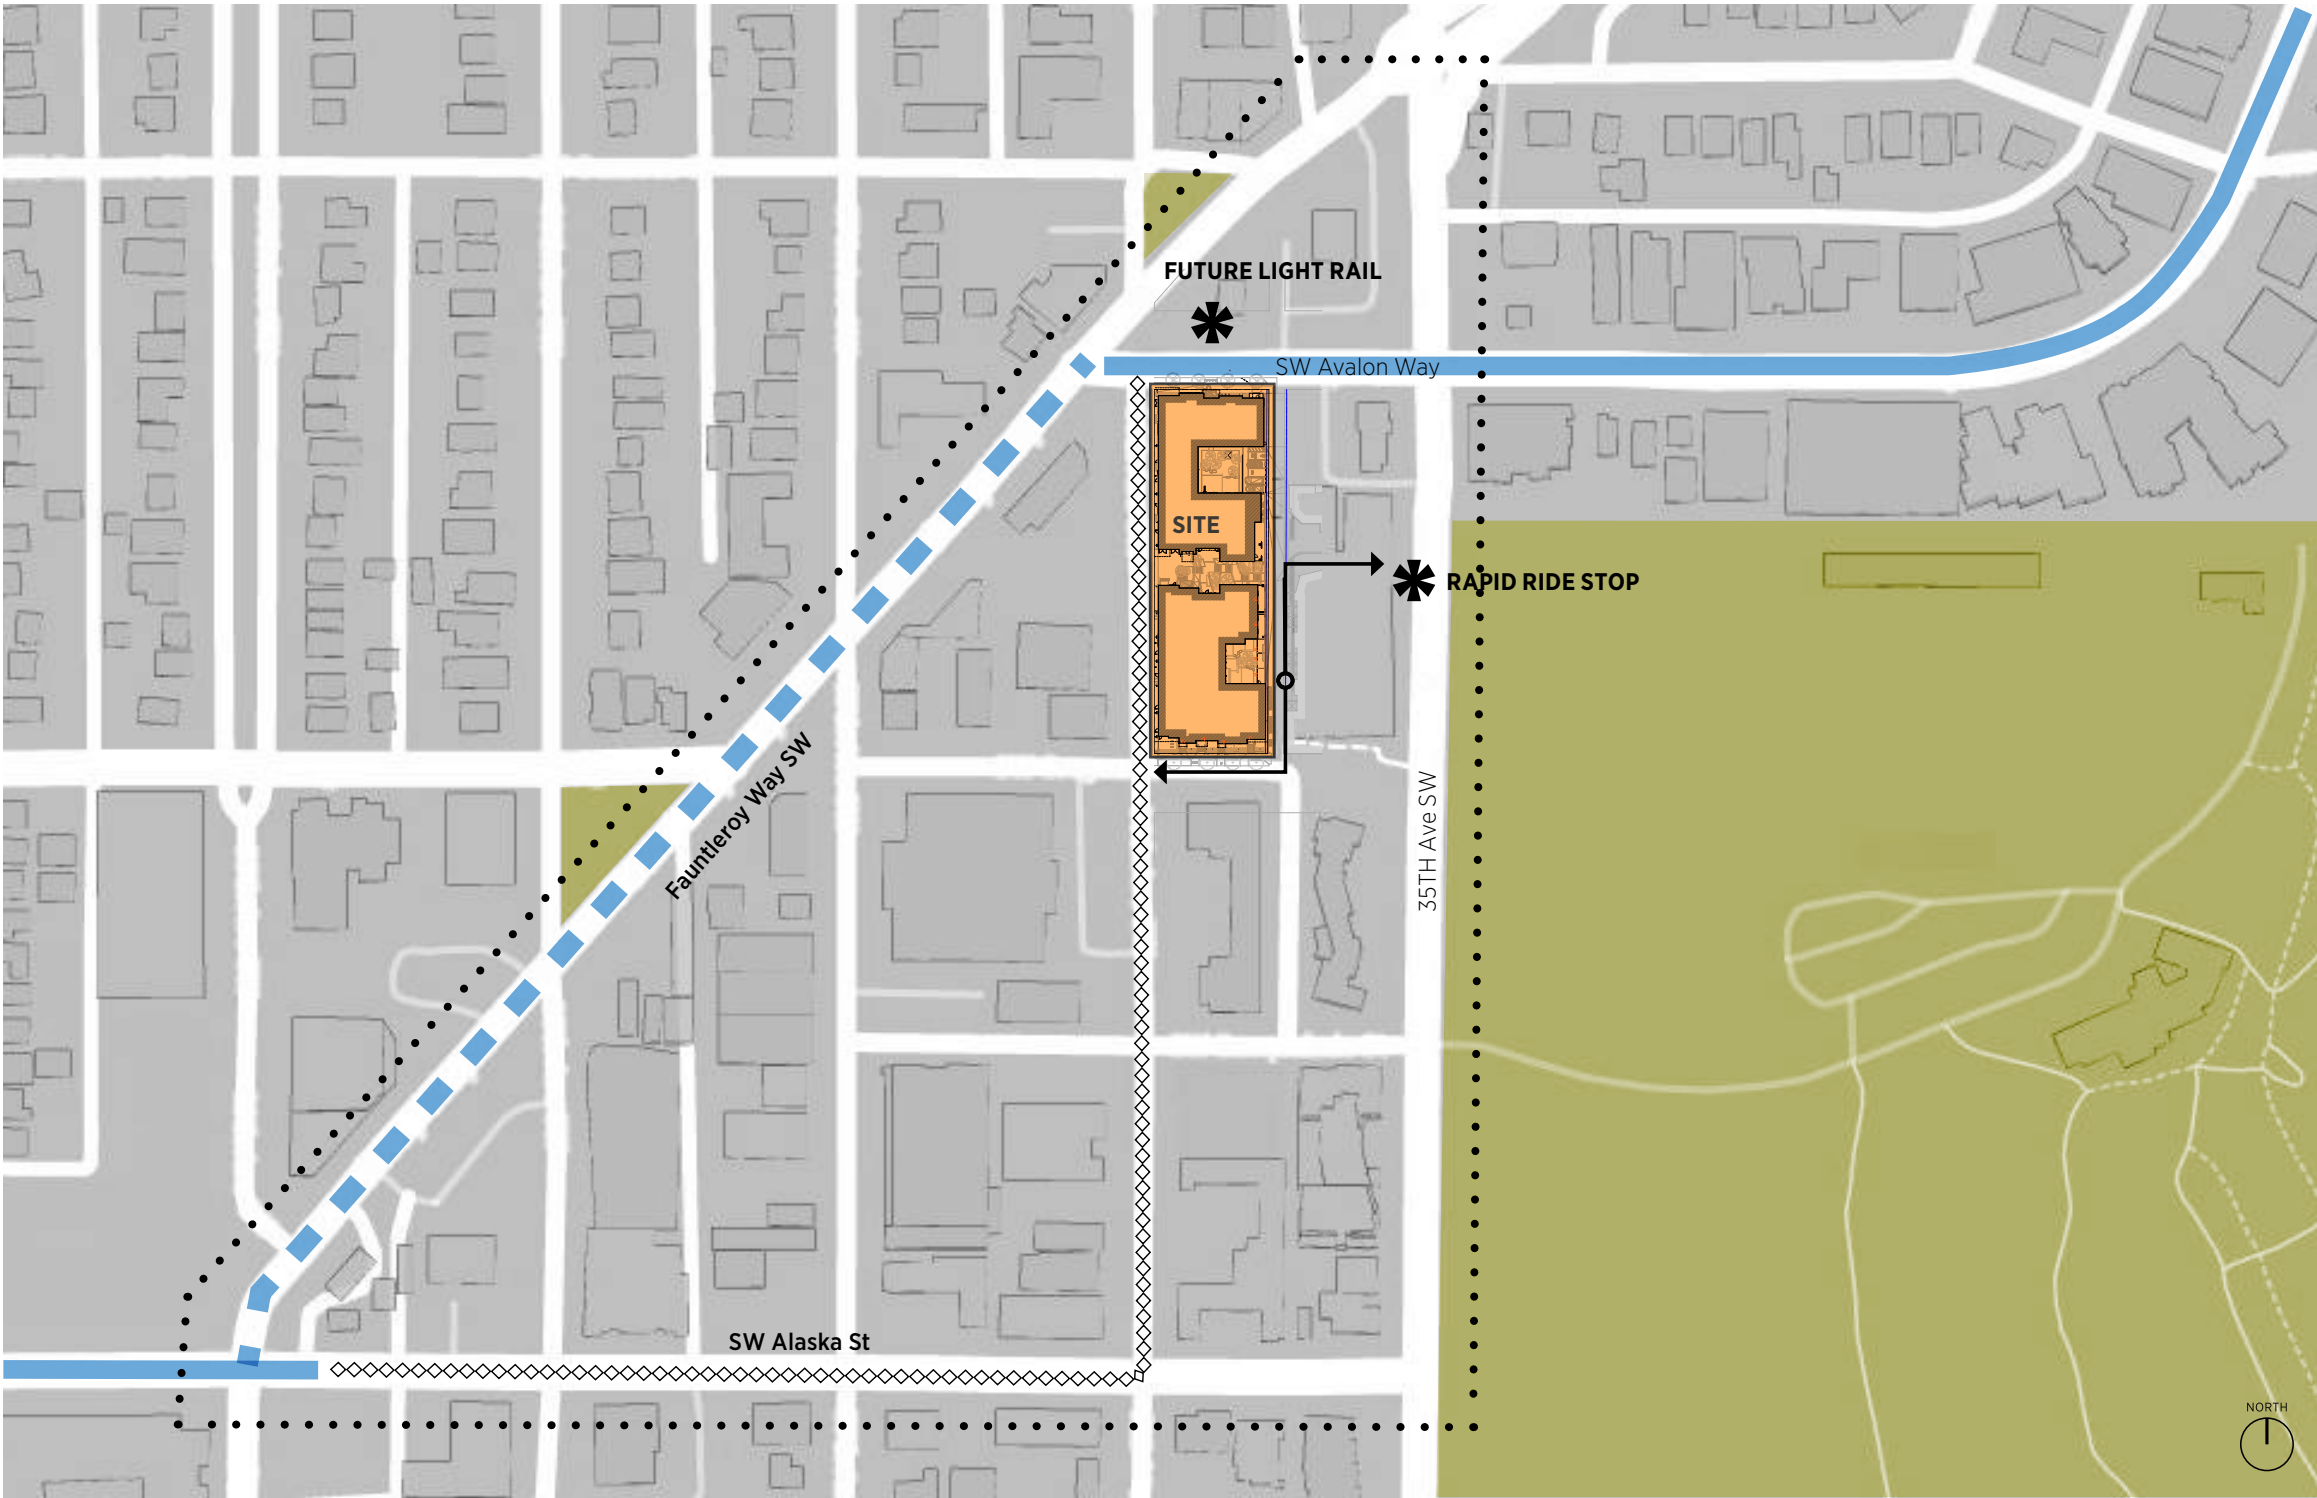 FUTURE LIGHT RAIL
SW Avalon Way
SITE
RAPID RIDE STOP
Fauntleroy Way SW
35TH Ave SW
SW Alaska St
NORTH